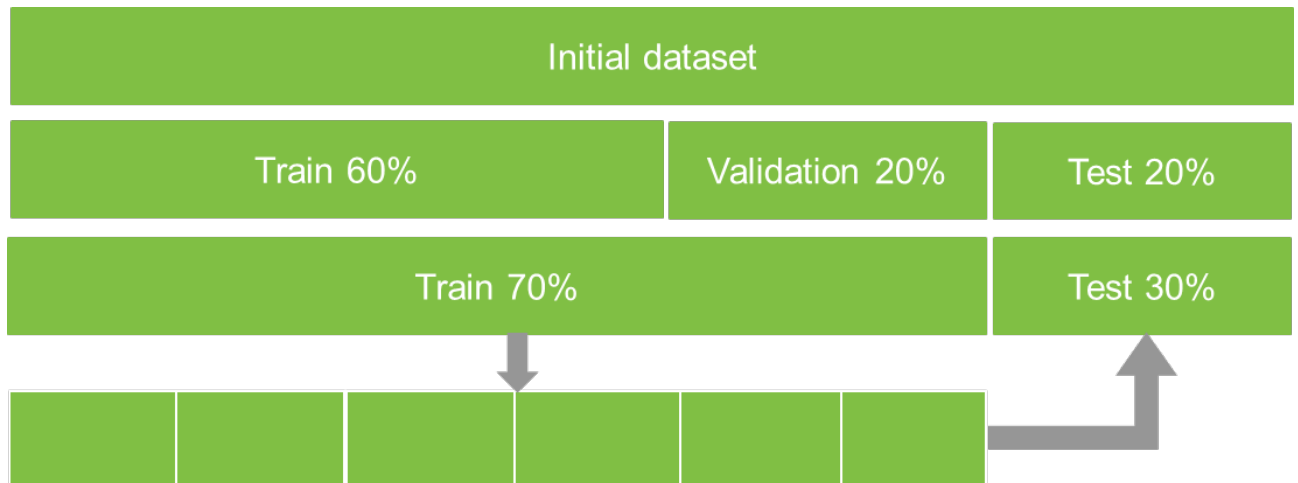 Initial dataset
Train 60%
Validation 20%
Test 20%
Train 70%
Test 30%